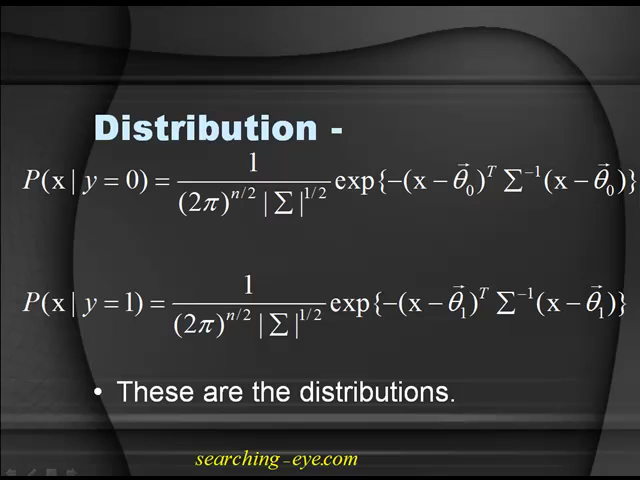 Distribution -
P(x | y = 0) = 1 / (2π)^{n/2} | Σ |^{1/2} exp{−(x − θ⃗₀)^T Σ^{−1} (x − θ⃗₀)}
P(x | y = 1) = 1 / (2π)^{n/2} | Σ |^{1/2} exp{−(x − θ⃗₁)^T Σ^{−1} (x − θ⃗₁)}
• These are the distributions.
searching – eye.com